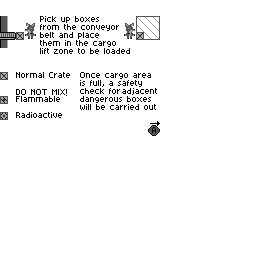 Pick up boxes
from the conveyor
belt and place
them in the cargo
lift zone to be loaded
Normal Crate
DO NOT MIX!
Flammable
Radioactive
Once cargo area
is full, a safety
check for adjacent
dangerous boxes
will be carried out
A